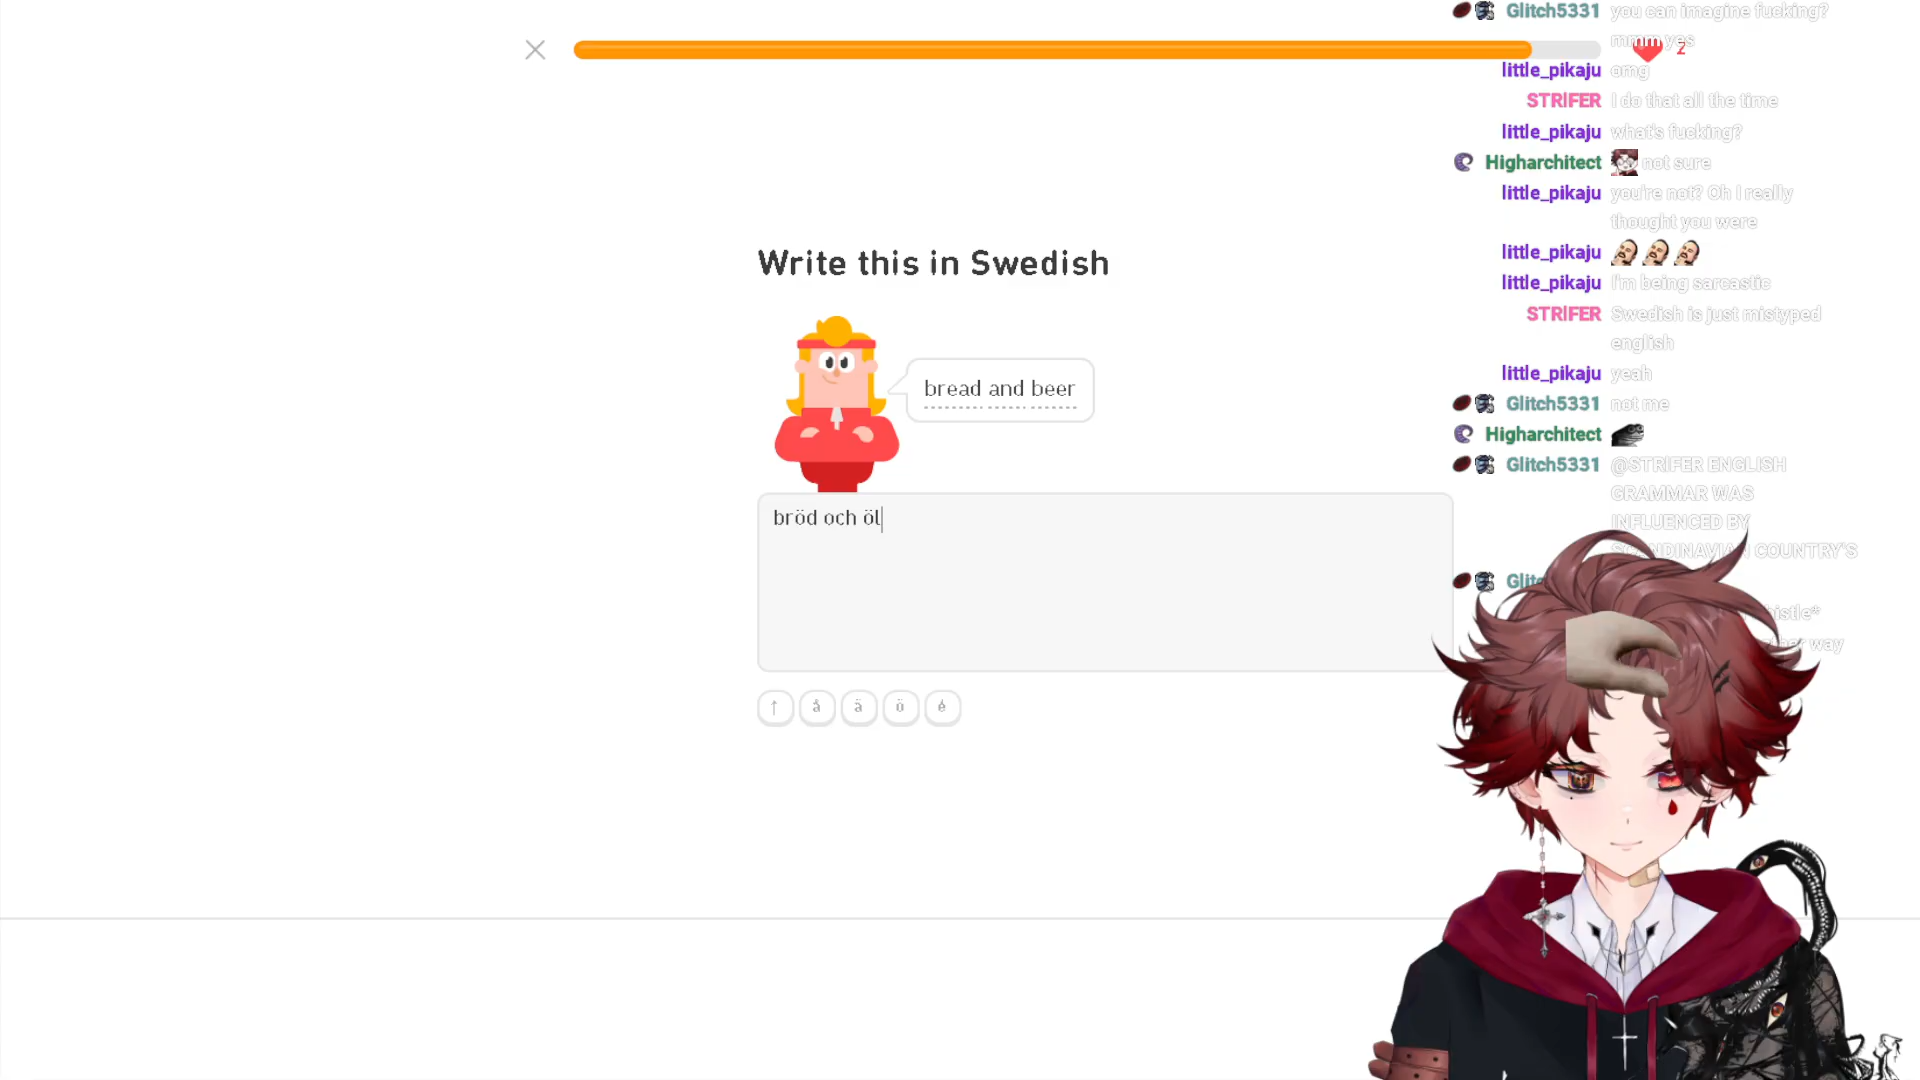 Write this in Swedish
bread and beer
bröd och öl
↑ å ä ö é
2
Glitch5331 you can imagine fucking?
mmm yes
little_pikaju omg
STRIFER I do that all the time
little_pikaju what's fucking?
Higharchitect not sure
little_pikaju you're not? Oh I really
thought you were
little_pikaju
little_pikaju I'm being sarcastic
STRIFER Swedish is just mistyped
english
little_pikaju yeah
Glitch5331 not me
Higharchitect
Glitch5331 @STRIFER ENGLISH
GRAMMAR WAS
INFLUENCED BY
SCANDINAVIAN COUNTRY'S
way